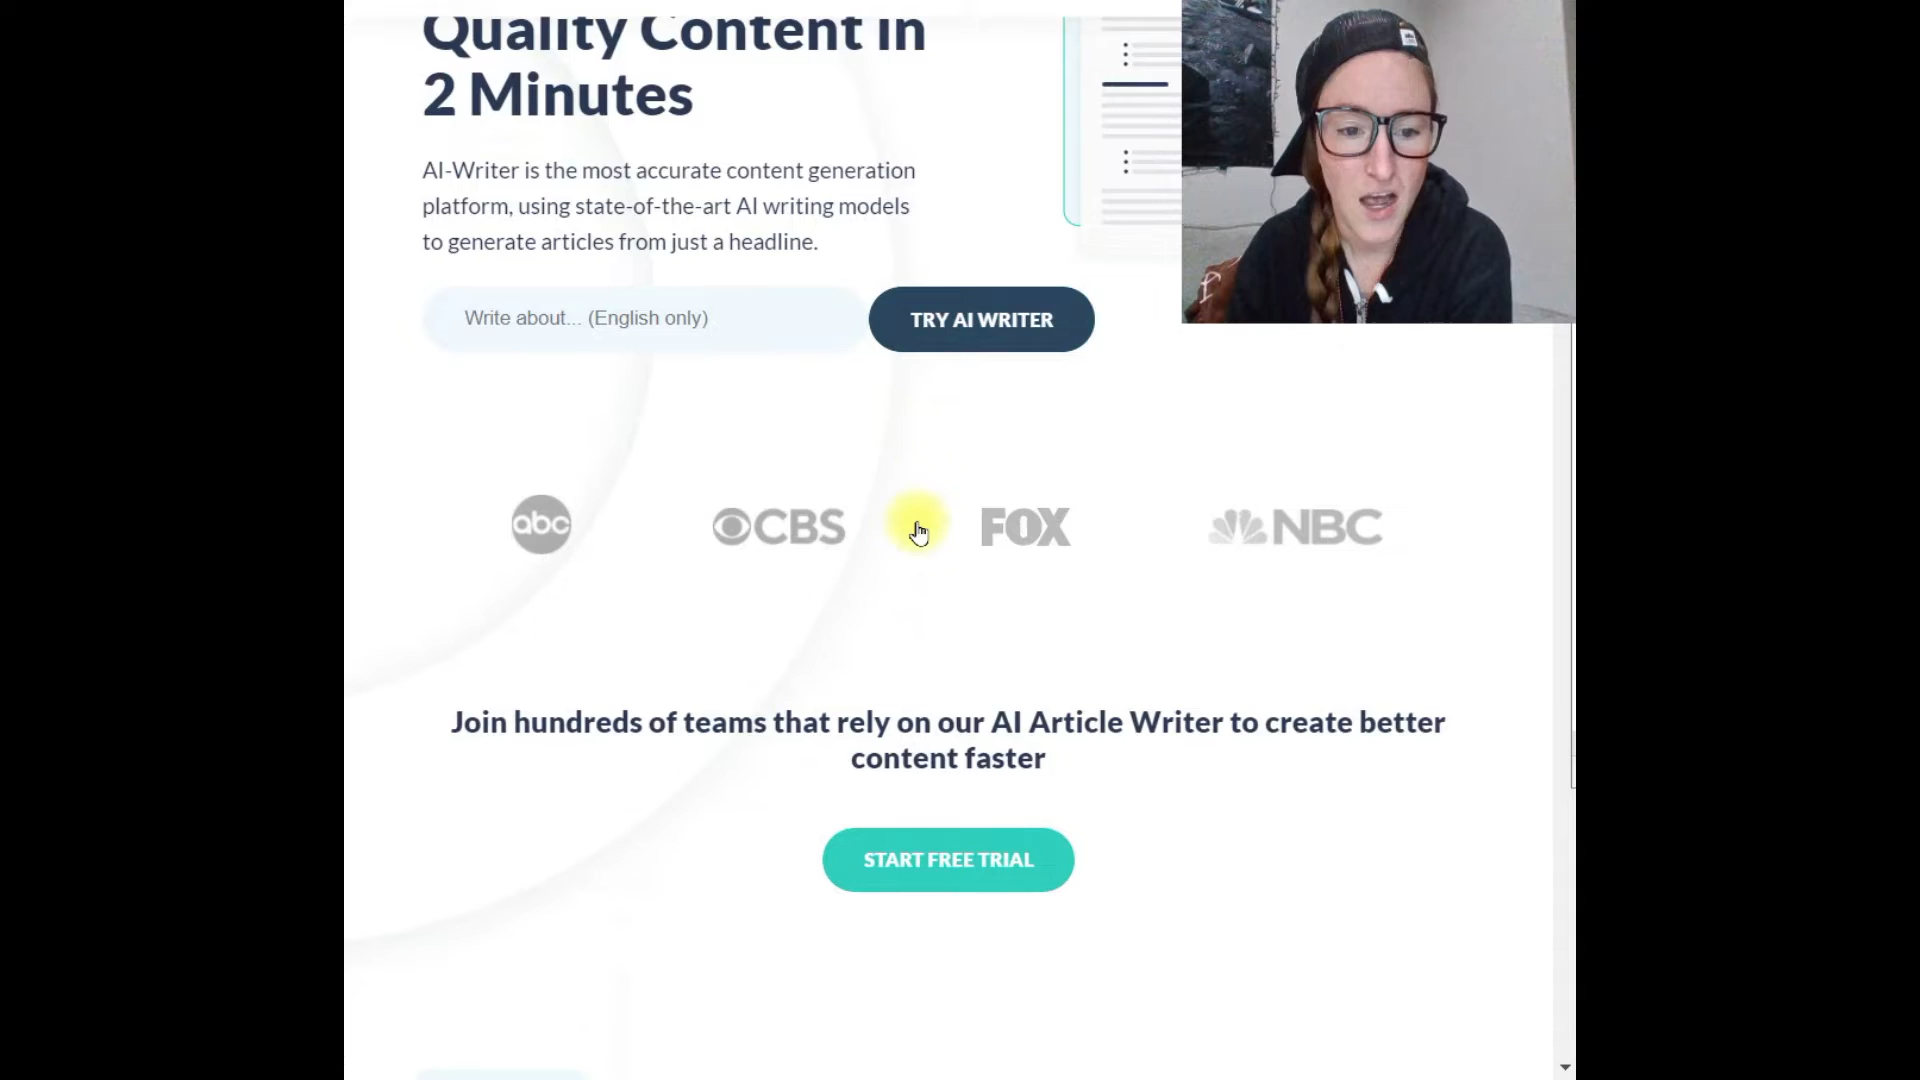 Quality Content in
2 Minutes
AI-Writer is the most accurate content generation
platform, using state-of-the-art AI writing models
to generate articles from just a headline.
Write about... (English only)
TRY AI WRITER
abc
CBS
FOX
NBC
Join hundreds of teams that rely on our AI Article Writer to create better
content faster
START FREE TRIAL